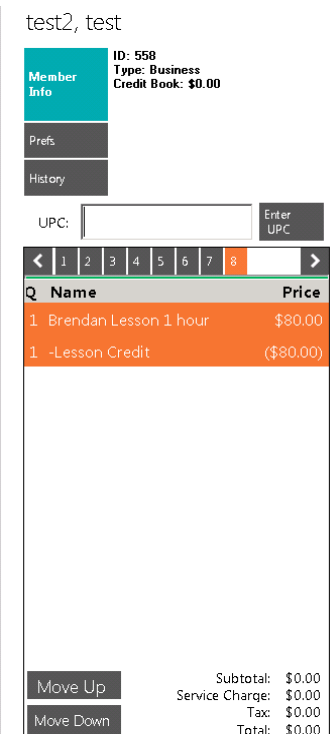 test2, test
Member Info
ID: 558
Type: Business
Credit Book: $0.00
Prefs
History
UPC:
Enter UPC
1 2 3 4 5 6 7 8
Q Name Price
1 Brendan Lesson 1 hour $80.00
1 -Lesson Credit ($80.00)
Move Up
Move Down
Subtotal: $0.00
Service Charge: $0.00
Tax: $0.00
Total: $0.00